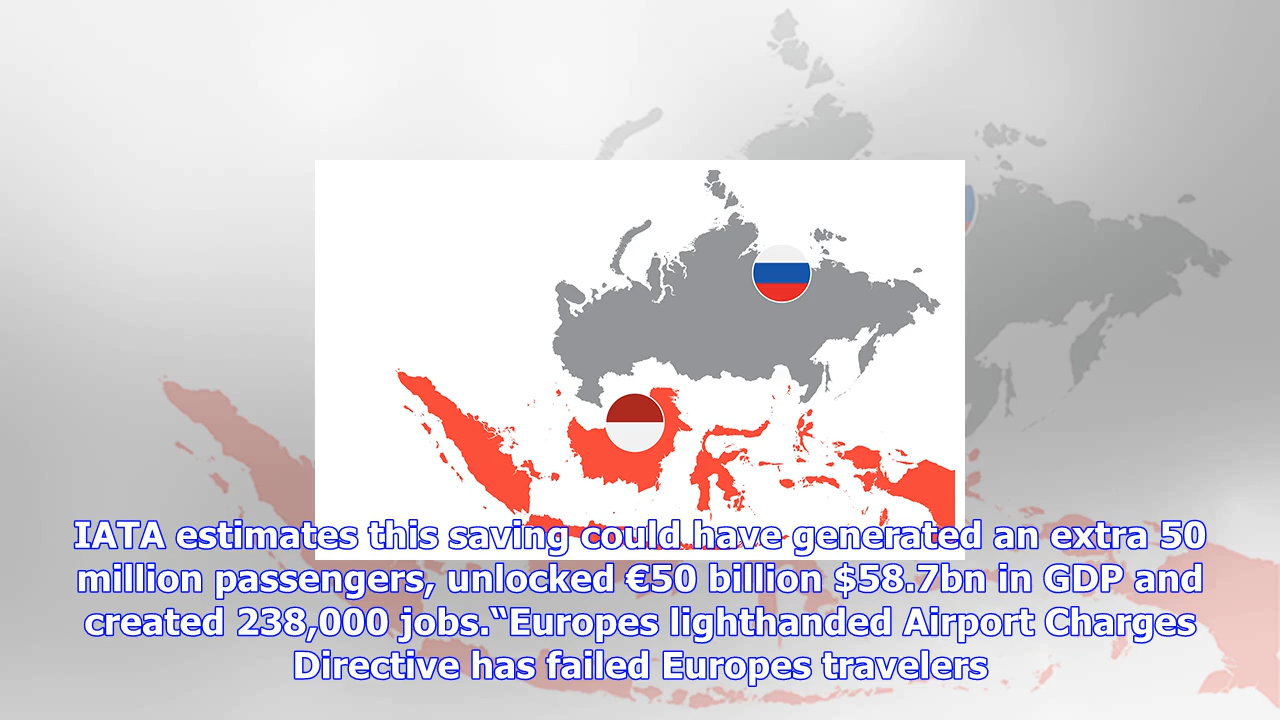 IATA estimates this saving could have generated an extra 50
million passengers, unlocked €50 billion $58.7bn in GDP and
created 238,000 jobs.“Europes lighthanded Airport Charges
Directive has failed Europes travelers